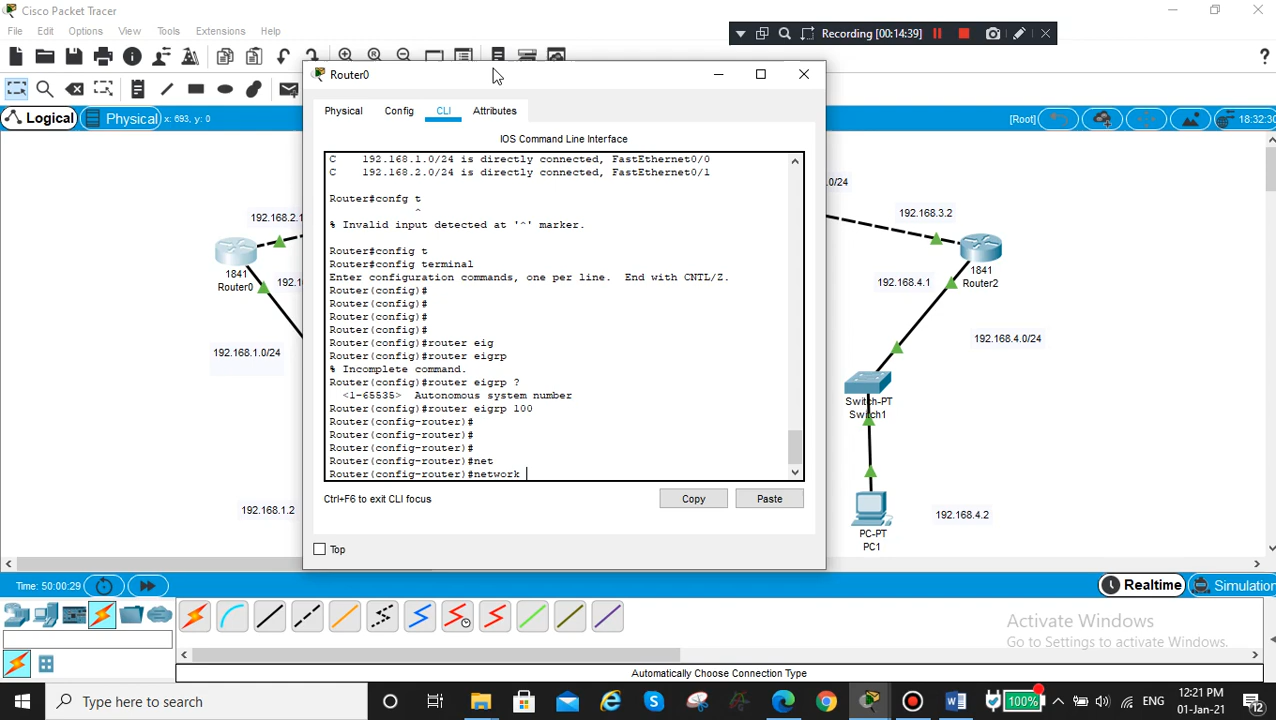 Cisco Packet Tracer
File Edit Options View Tools Extensions Help
Recording [00:14:39]
Router0
Physical Config CLI Attributes
Logical Physical x: 693, y: 0
[Root] 18:32:30
IOS Command Line Interface
C 192.168.1.0/24 is directly connected, FastEthernet0/0
C 192.168.2.0/24 is directly connected, FastEthernet0/1
Router#confg t
^
% Invalid input detected at '^' marker.
Router#config t
Router#config terminal
Enter configuration commands, one per line. End with CNTL/Z.
Router(config)#
Router(config)#
Router(config)#
Router(config)#
Router(config)#router eig
Router(config)#router eigrp
% Incomplete command.
Router(config)#router eigrp ?
<1-65535> Autonomous system number
Router(config)#router eigrp 100
Router(config-router)#
Router(config-router)#
Router(config-router)#
Router(config-router)#net
Router(config-router)#network
Ctrl+F6 to exit CLI focus
Copy
Paste
Top
192.168.2.1
1841
Router0
192.1
192.168.1.0/24
192.168.1.2
.0/24
192.168.3.2
1841
Router2
192.168.4.1
192.168.4.0/24
Switch-PT
Switch1
192.168.4.2
PC-PT
PC1
Time: 50:00:29
Realtime
Simulation
Activate Windows
Go to Settings to activate Windows.
Automatically Choose Connection Type
Type here to search
100%
ENG
12:21 PM
01-Jan-21
12